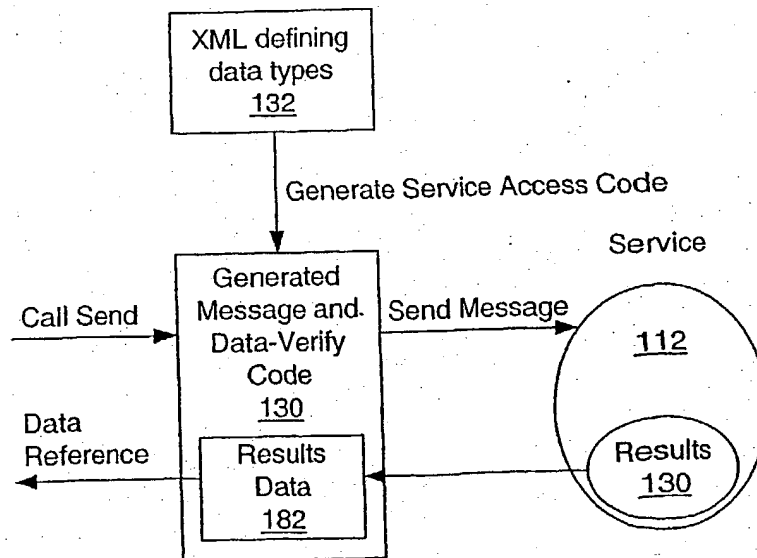 XML defining
data types
132
Generate Service Access Code
Service
Generated
Message and
Data-Verify
Code
130
Call Send
Send Message
112
Data
Reference
Results
Data
182
Results
130